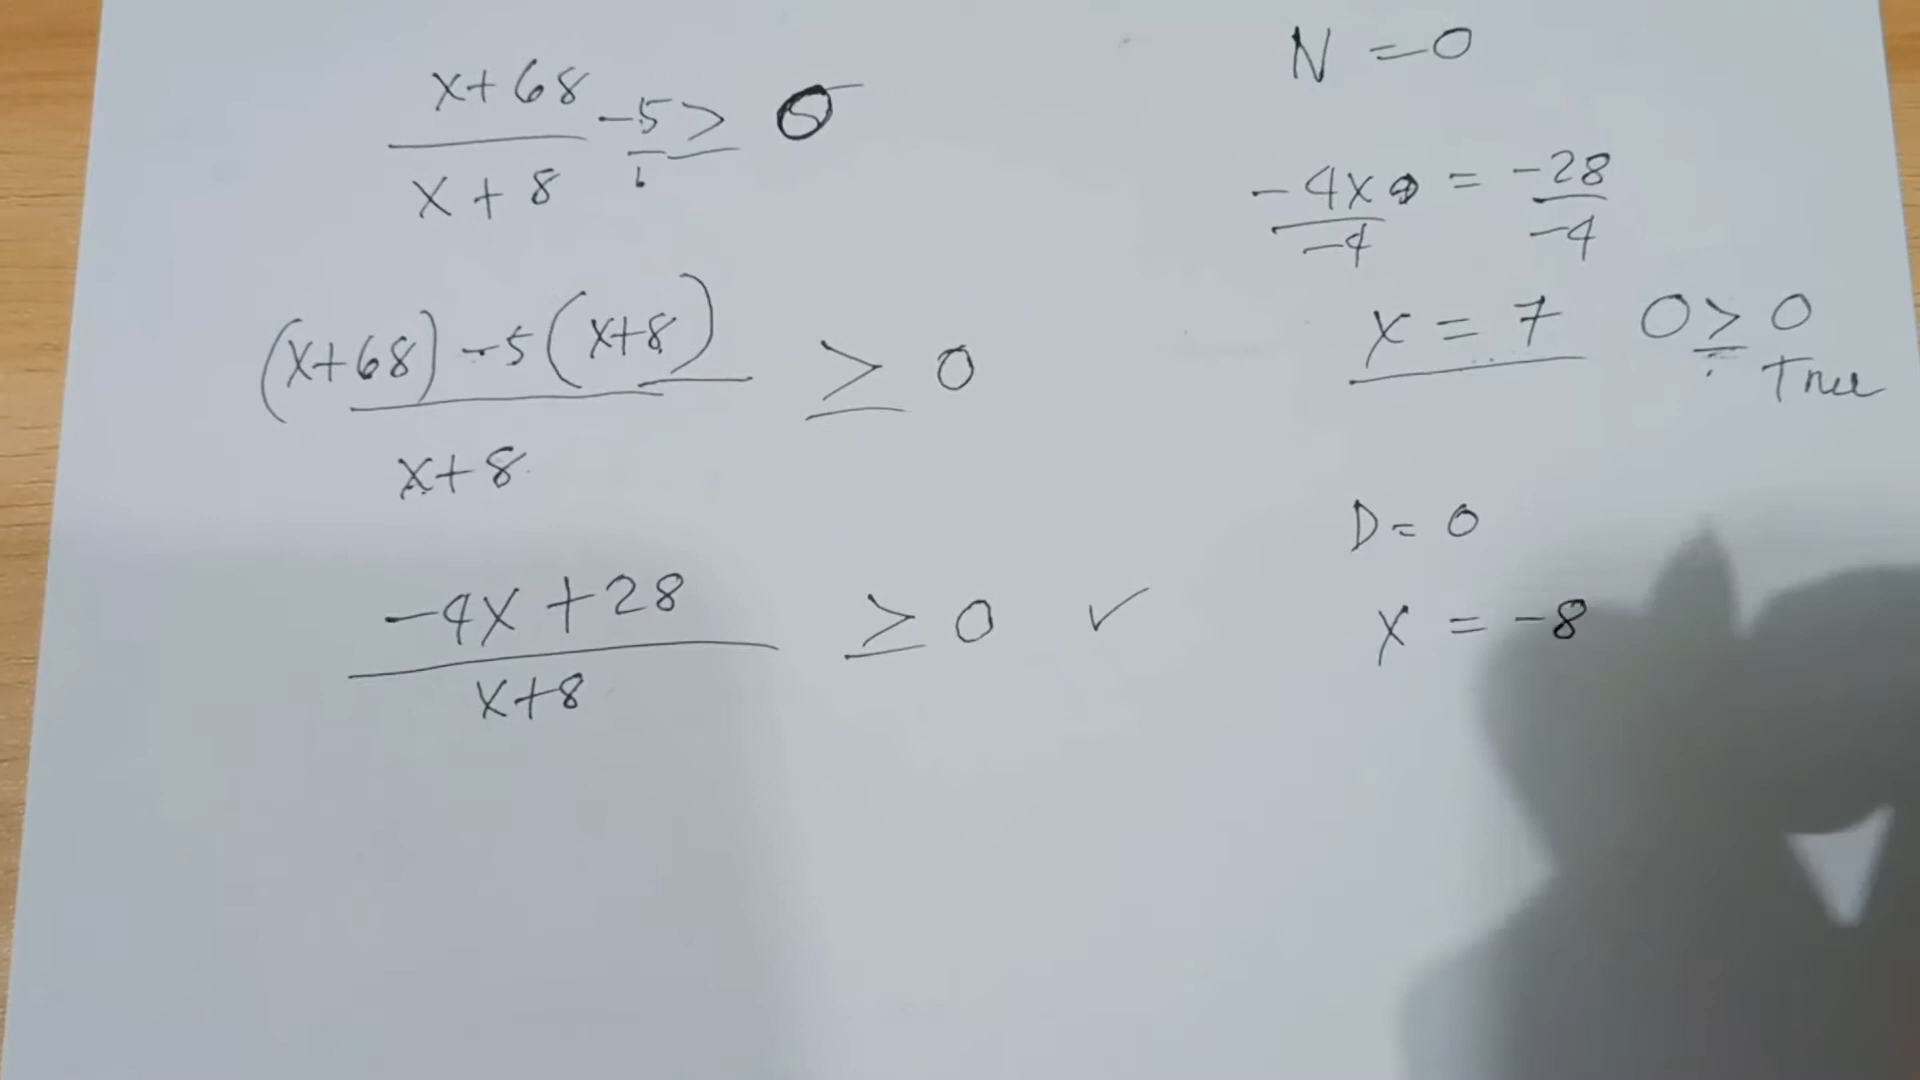 x+68
-5 ≥ 0
x+8
(x+68)-5(x+8)
≥ 0
x+8
-4x+28
≥ 0 ✓
x+8
N = 0
-4x = -28
-4 -4
x = 7 0 ≥ 0
True
D = 0
x = -8